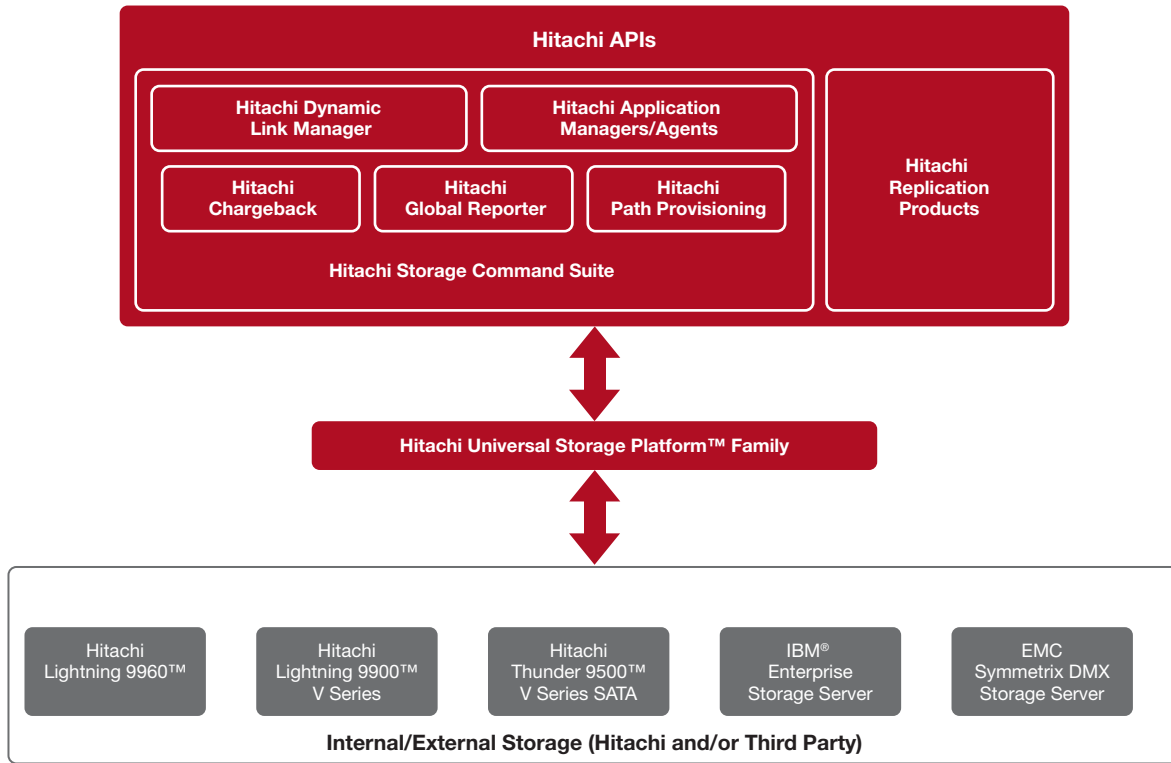 Hitachi APIs
Hitachi Dynamic
Link Manager
Hitachi Application
Managers/Agents
Hitachi
Chargeback
Hitachi
Global Reporter
Hitachi
Path Provisioning
Hitachi Storage Command Suite
Hitachi
Replication
Products
Hitachi Universal Storage Platform™ Family
Hitachi
Lightning 9960™
Hitachi
Lightning 9900™
V Series
Hitachi
Thunder 9500™
V Series SATA
IBM®
Enterprise
Storage Server
EMC
Symmetrix DMX
Storage Server
Internal/External Storage (Hitachi and/or Third Party)